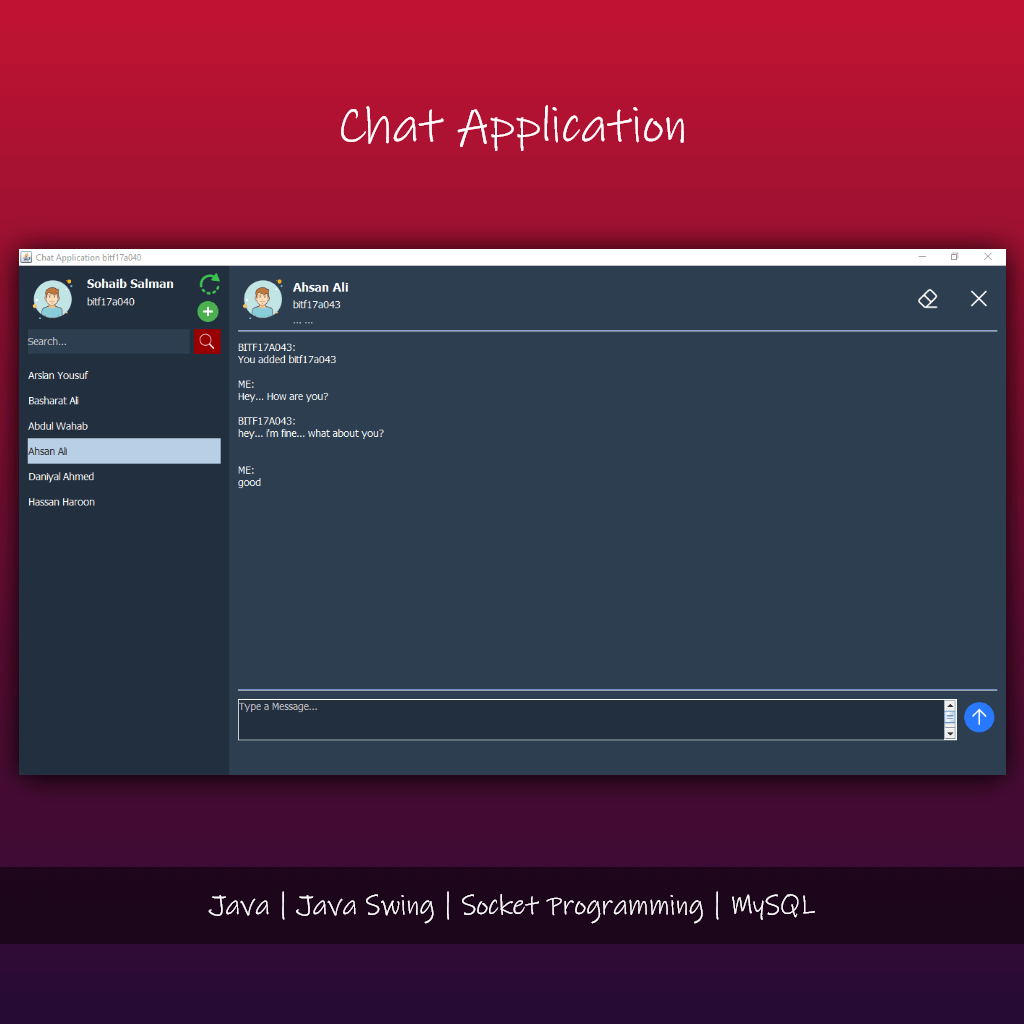 Chat Application
Chat Application bitf17a040
Sohaib Salman
bitf17a040
Search...
Arslan Yousuf
Basharat Ali
Abdul Wahab
Ahsan Ali
Daniyal Ahmed
Hassan Haroon
Ahsan Ali
bitf17a043
... ...
BITF17A043:
You added bitf17a043
ME:
Hey... How are you?
BITF17A043:
hey... i'm fine... what about you?
ME:
good
Type a Message...
Java | Java Swing | Socket Programming | MySQL